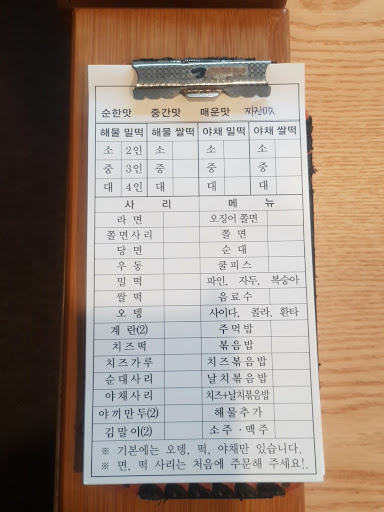 순한맛 중간맛 매운맛 짜장맛
해물 밀떡 해물 쌀떡 야채 밀떡 야채 쌀떡
소 2인 소 소 소
중 3인 중 중 중
대 4인 대 대 대
사리 메뉴
라면 오징어 쫄면
쫄면사리 쫄면
당면 순대
우동 쿨피스
밀떡 파인, 자두, 복숭아
쌀떡 음료수
오뎅 사이다, 콜라, 환타
계란(2) 주먹밥
치즈떡 볶음밥
치즈가루 치즈볶음밥
순대사리 날치볶음밥
야채사리 치즈+날치볶음밥
야끼만두(2) 해물추가
김말이(2) 소주·맥주
※ 기본에는 오뎅, 떡, 야채만 있습니다.
※ 면, 떡 사리는 처음에 주문해 주세요!.